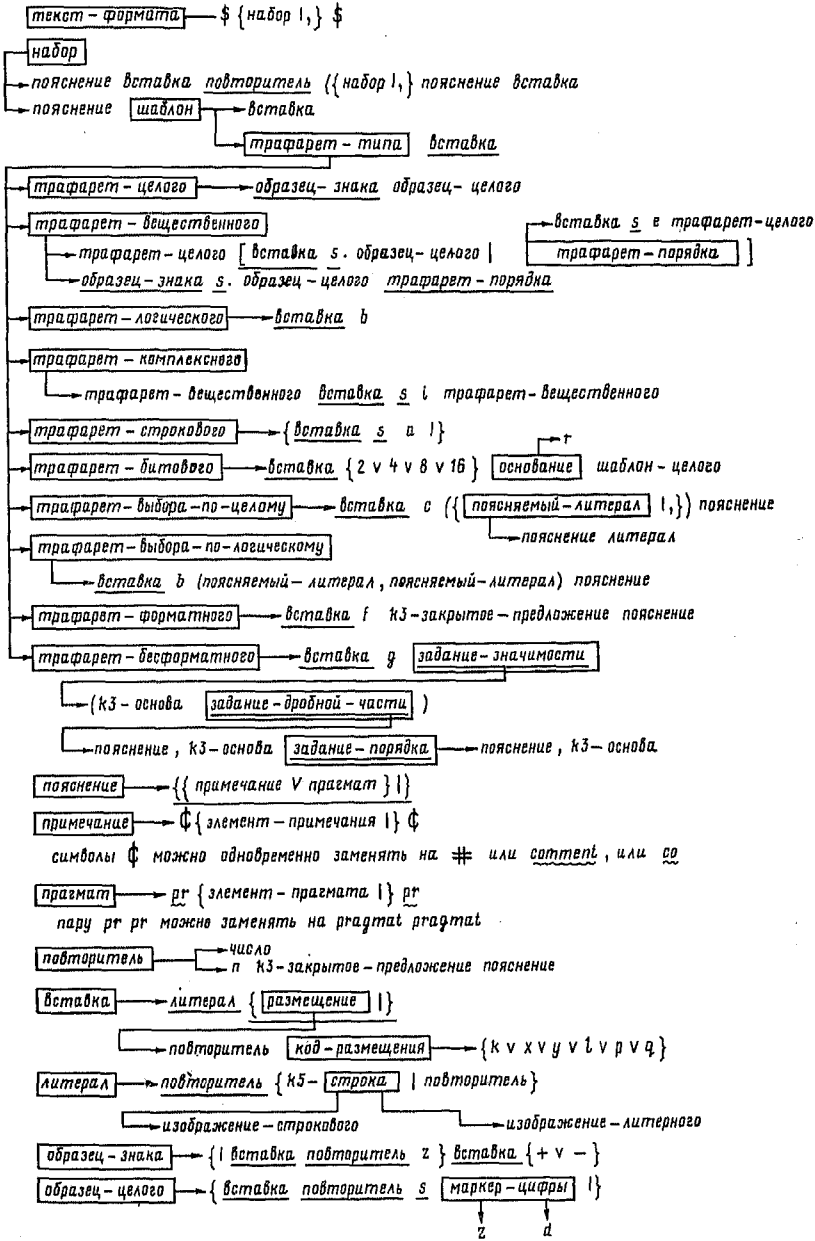 текст-формата $ {набор |,} $
набор
пояснение вставка повторитель ({набор |,} пояснение вставка
пояснение шаблон вставка
трафарет-типа вставка
трафарет-целого образец-знака образец-целого
трафарет-вещественного вставка s e трафарет-целого
трафарет-целого [вставка s. образец-целого | трафарет-порядка ]
образец-знака s. образец-целого трафарет-порядка
трафарет-логического вставка b
трафарет-комплексного
трафарет-вещественного вставка s i трафарет-вещественного
трафарет-строкового {вставка s a |}
r
трафарет-битового вставка {2 v 4 v 8 v 16} основание шаблон-целого
трафарет-выбора-по-целому вставка c ({поясняемый-литерал |,}) пояснение
пояснение литерал
трафарет-выбора-по-логическому
вставка b (поясняемый-литерал, поясняемый-литерал) пояснение
трафарет-форматного вставка f k3-закрытое-предложение пояснение
трафарет-бесформатного вставка g задание-значимости
(k3-основа задание-дробной-части )
пояснение, k3-основа задание-порядка пояснение, k3-основа
пояснение {{примечание V прагмат} |}
примечание ¢ {элемент-примечания |} ¢
символы ¢ можно одновременно заменять на # или comment, или co
прагмат pr {элемент-прагмата |} pr
пару pr pr можно заменять на pragmat pragmat
повторитель число
n k3-закрытое-предложение пояснение
вставка литерал {размещение |}
повторитель код-размещения {k v x v y v l v p v q}
литерал повторитель {k5-строка | повторитель}
изображение-строкового изображение-литерного
образец-знака {| вставка повторитель z } вставка {+ v -}
образец-целого {вставка повторитель s маркер-цифры |}
z d